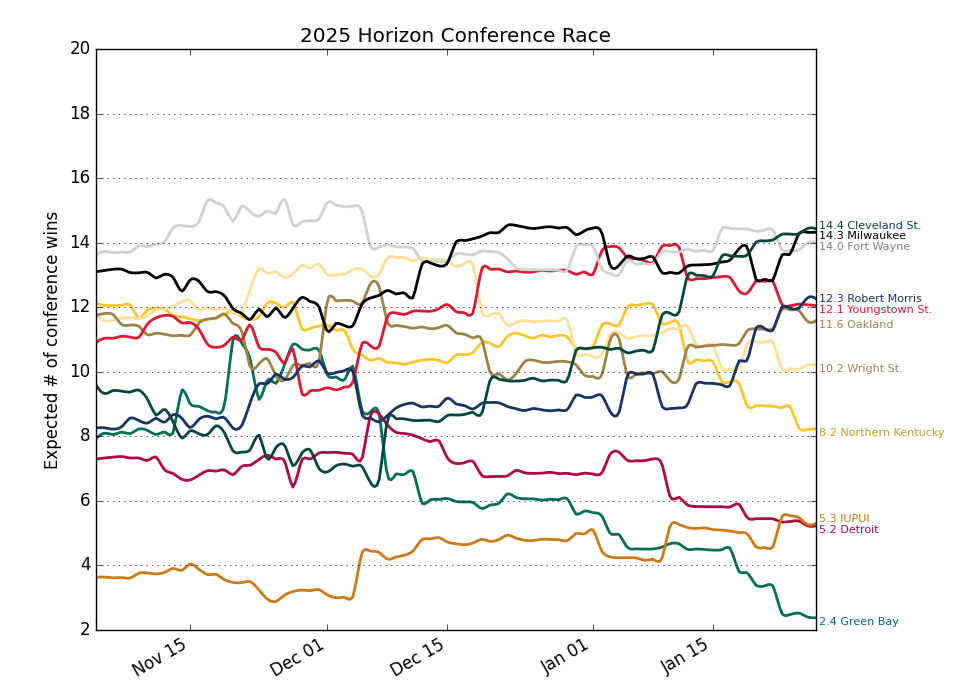 2025 Horizon Conference Race
Expected # of conference wins
20
18
16
14
12
10
8
6
4
2
Nov 15
Dec 01
Dec 15
Jan 01
Jan 15
14.4 Cleveland St.
14.3 Milwaukee
14.0 Fort Wayne
12.3 Robert Morris
12.1 Youngstown St.
11.6 Oakland
10.2 Wright St.
8.2 Northern Kentucky
5.3 IUPUI
5.2 Detroit
2.4 Green Bay